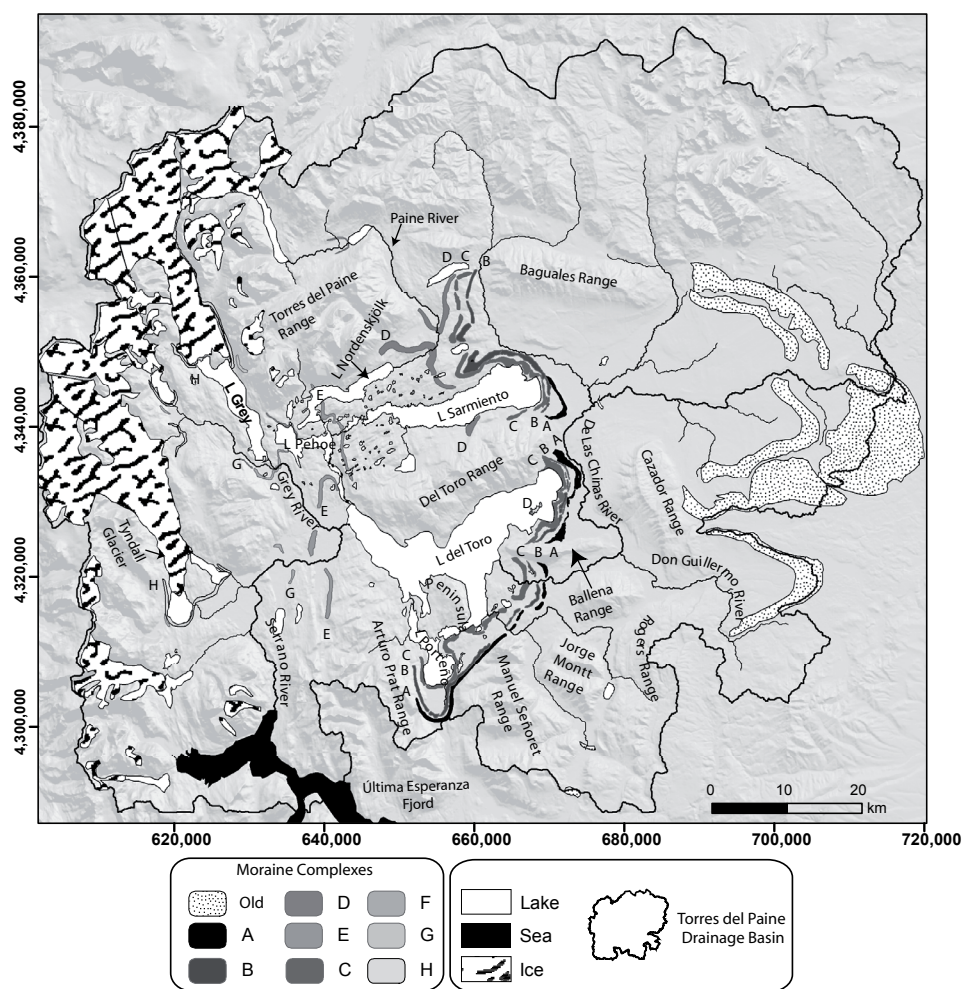 4,380,000
4,360,000
4,340,000
4,320,000
4,300,000
620,000
640,000
660,000
680,000
700,000
720,000
Paine River
D
C
B
Baguales Range
Torres del Paine
Range
L Nordenskjölk
D
H
L Grey
E
L Sarmiento
L Pehoe
C
B
A
D
G
Grey River
E
Del Toro Range
C
B
A
De Las Chinas River
Cazador Range
D
L del Toro
C
B
A
Tyndall
Glacier
H
G
E
Serrano River
Peninsula
L Porteño
Arturo Prat Range
C
B
A
Manuel Señoret
Range
Ballena
Range
Jorge
Montt
Range
Rogers Range
Don Guillermo River
Última Esperanza
Fjord
0
10
20
km
Moraine Complexes
Old
D
F
A
E
G
B
C
H
Lake
Sea
Ice
Torres del Paine
Drainage Basin